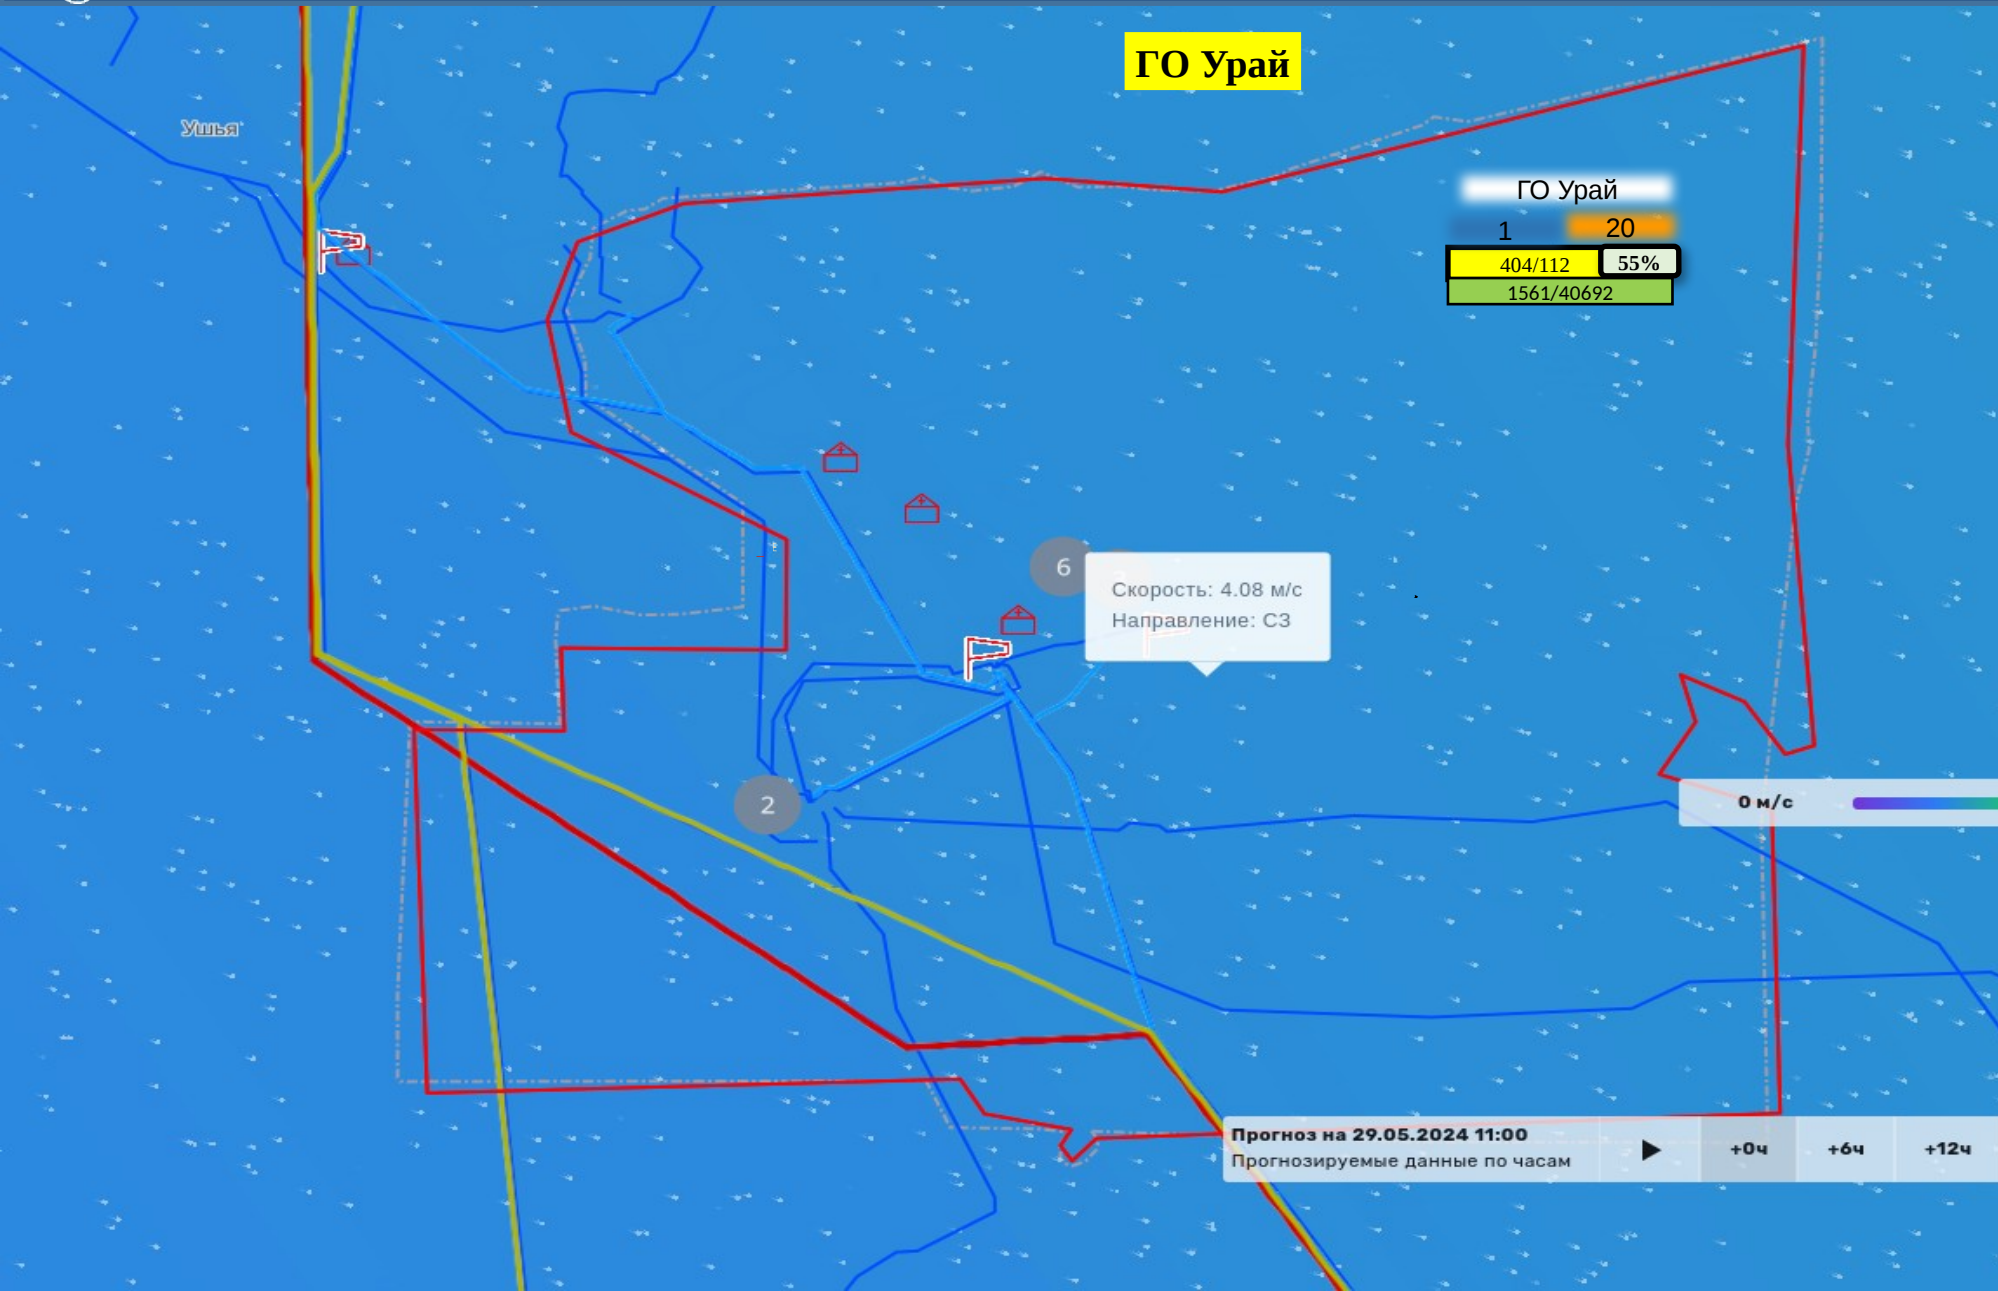 ГО Урай
Ушья
ГО Урай
1
20
404/112
55%
1561/40692
6
Скорость: 4.08 м/с
Направление: СЗ
2
0 м/с
Прогноз на 29.05.2024 11:00
Прогнозируемые данные по часам
+0ч
+6ч
+12ч